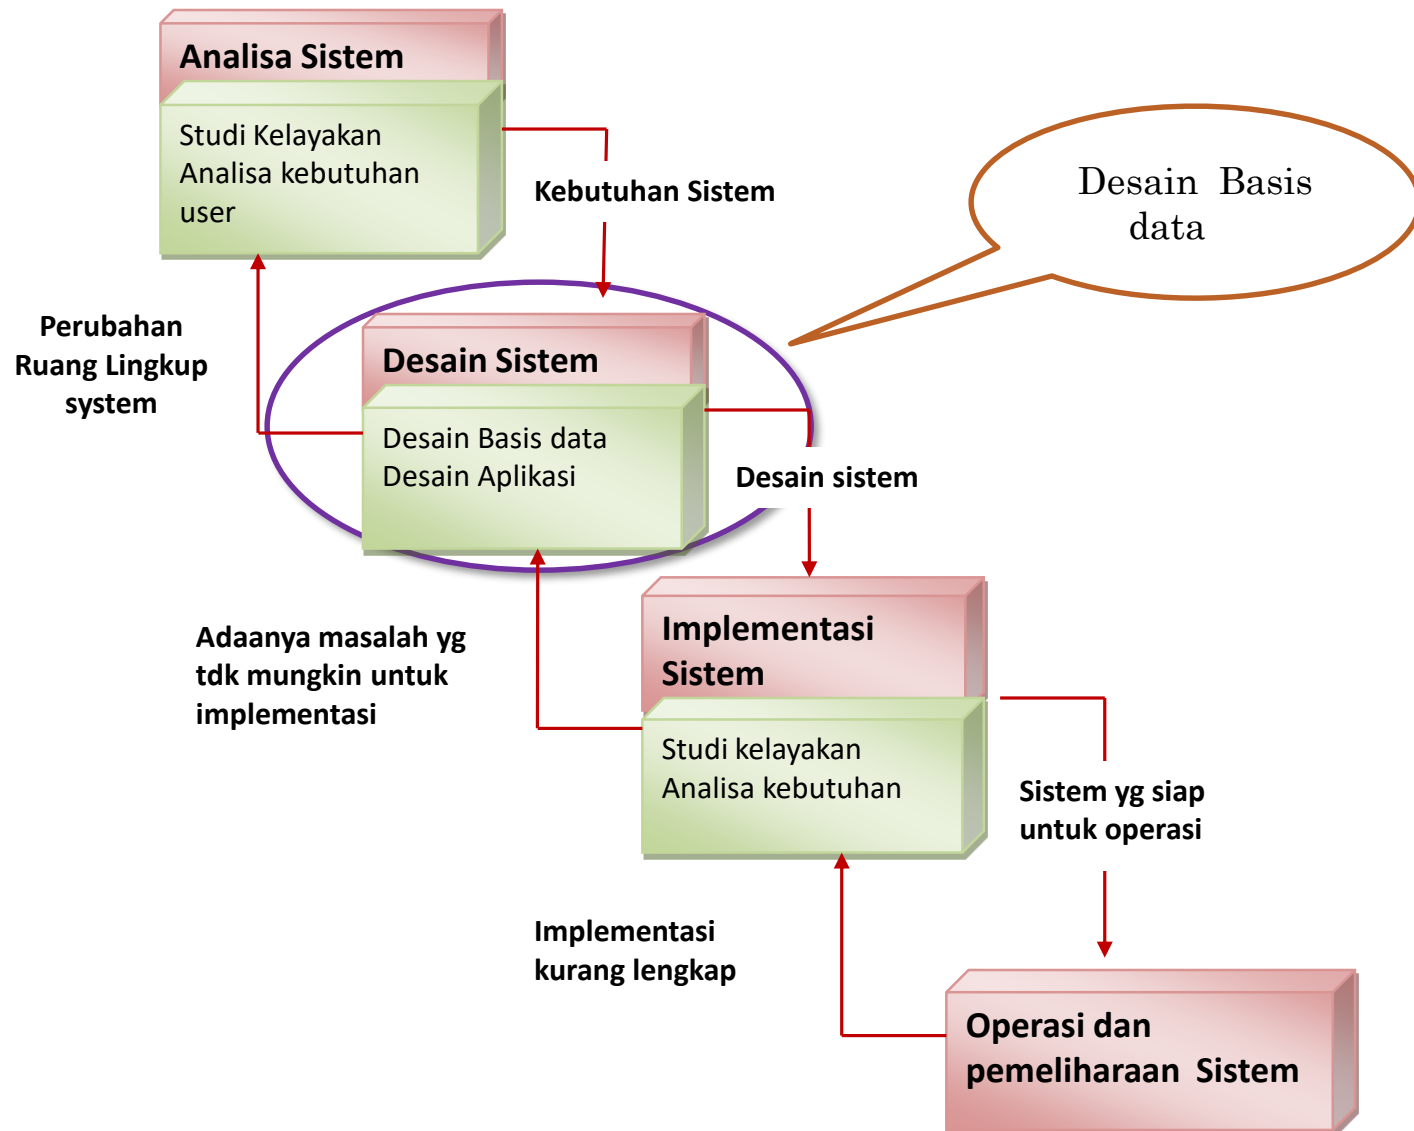 Analisa Sistem
Studi Kelayakan
Analisa kebutuhan
user
Kebutuhan Sistem
Desain Basis
data
Perubahan
Ruang Lingkup
system
Desain Sistem
Desain Basis data
Desain Aplikasi
Desain sistem
Adaanya masalah yg
tdk mungkin untuk
implementasi
Implementasi
Sistem
Studi kelayakan
Analisa kebutuhan
Sistem yg siap
untuk operasi
Implementasi
kurang lengkap
Operasi dan
pemeliharaan Sistem